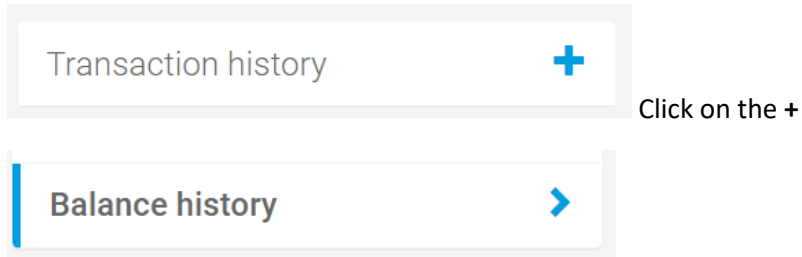 Transaction history +
Click on the +
Balance history